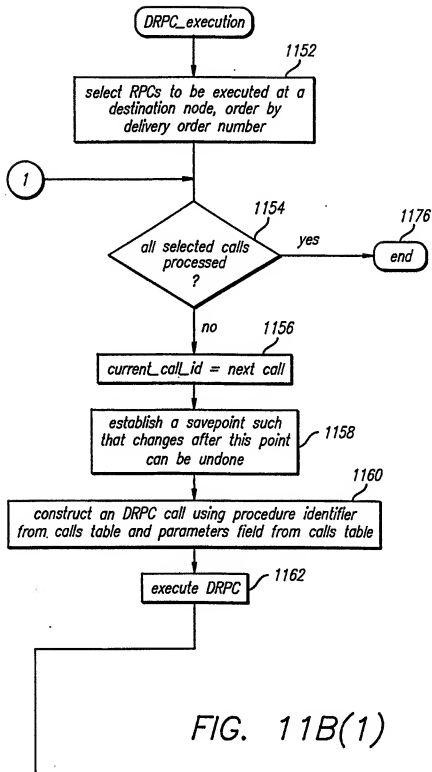 DRPC_execution
1152
select RPCs to be executed at a
destination node, order by
delivery order number
1
1154
all selected calls
processed
?
yes
1176
end
no
1156
current_call_id = next call
establish a savepoint such
that changes after this point
can be undone
1158
1160
construct an DRPC call using procedure identifier
from calls table and parameters field from calls table
1162
execute DRPC
FIG. 11B(1)